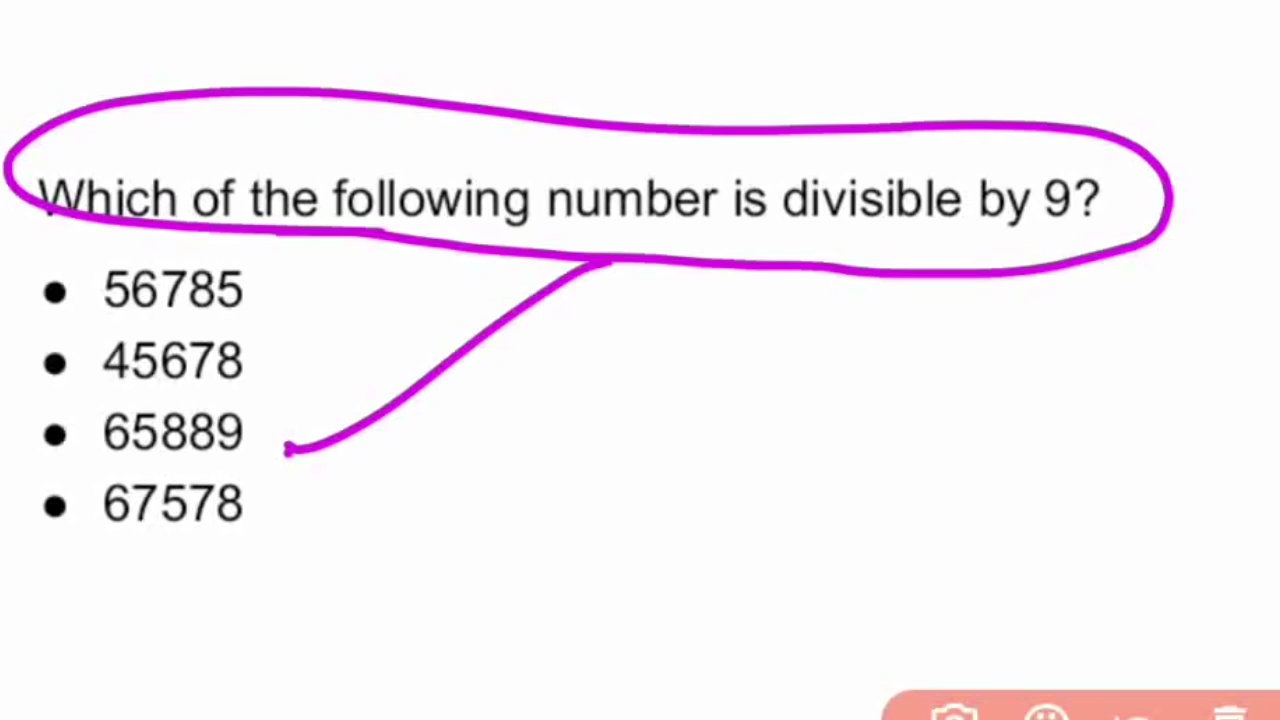 Which of the following number is divisible by 9?
● 56785
● 45678
● 65889
● 67578